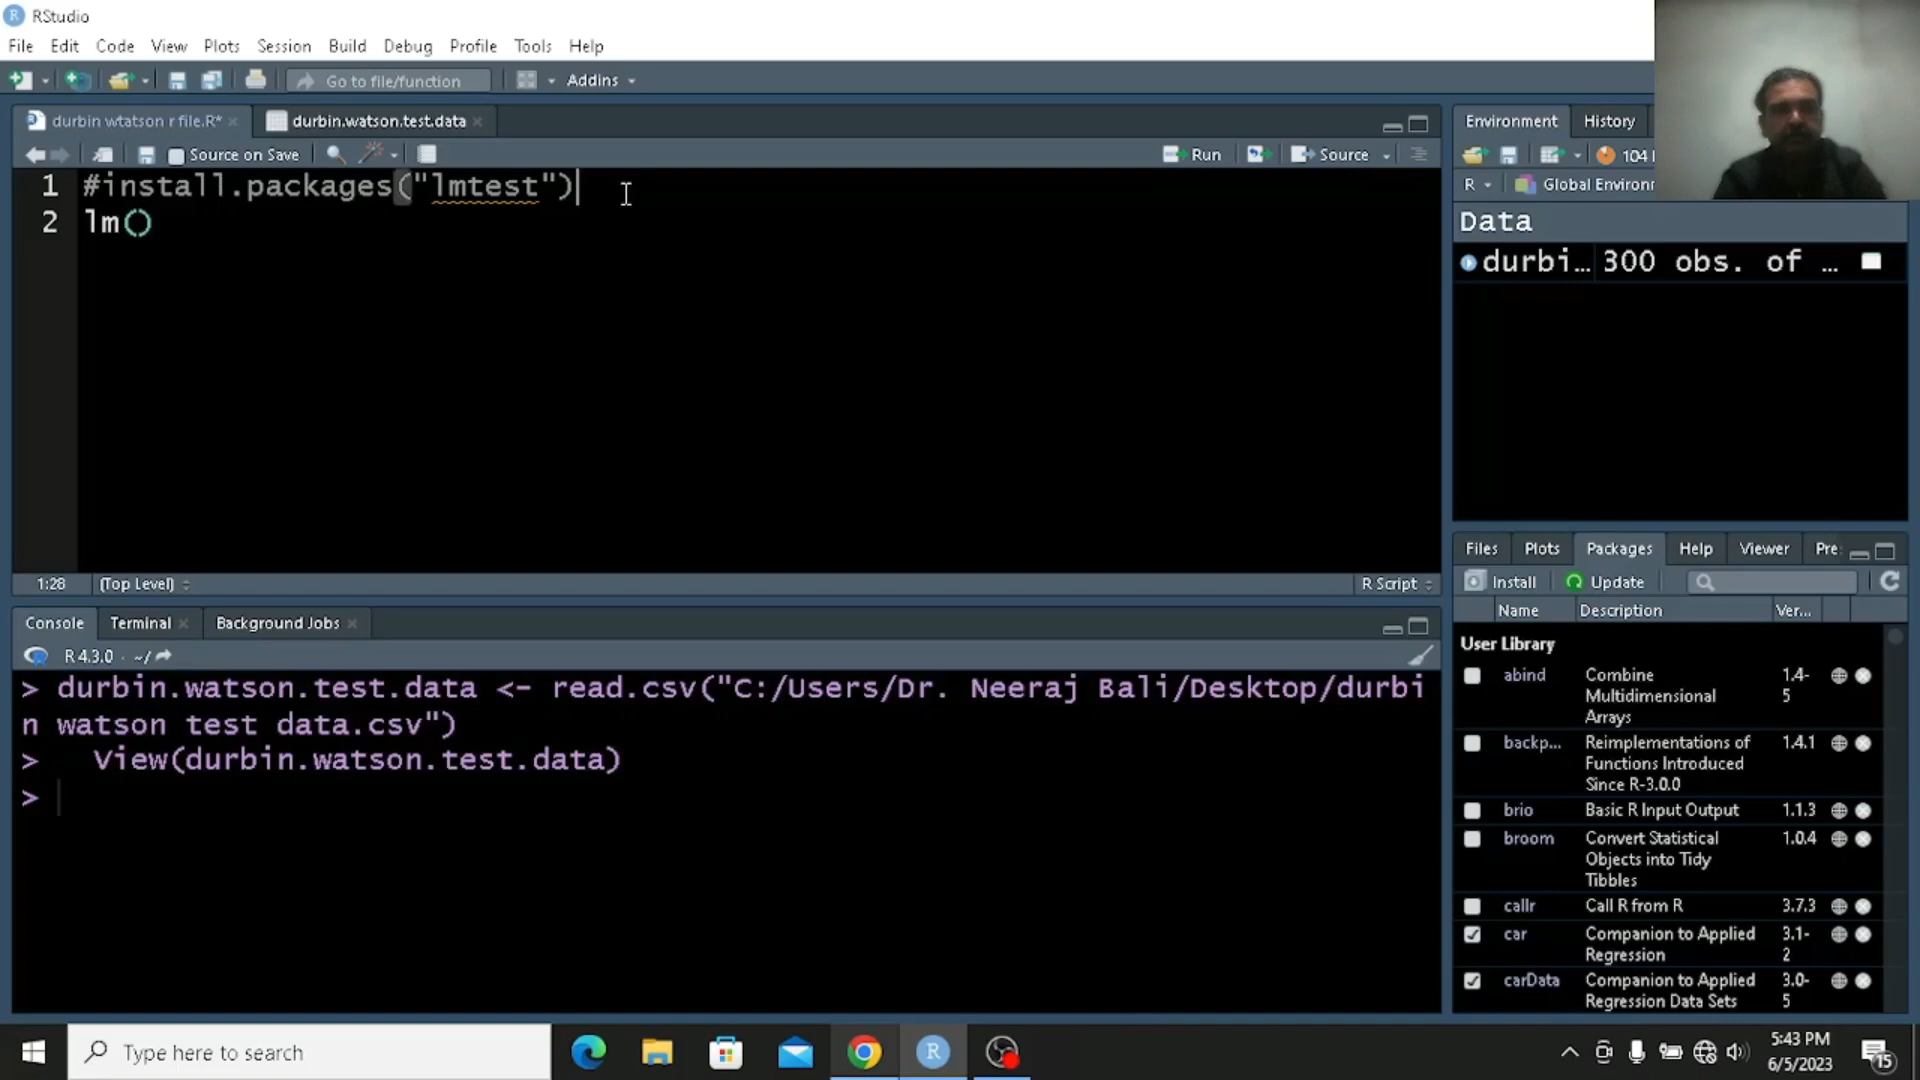 RStudio
File Edit Code View Plots Session Build Debug Profile Tools Help
Go to file/function Addins
durbin wtatson r file.R* durbin.watson.test.data
Source on Save Run Source
1 #install.packages("lmtest")
2 lm()
1:28 (Top Level) R Script
Console Terminal Background Jobs
R 4.3.0 · ~/
> durbin.watson.test.data <- read.csv("C:/Users/Dr. Neeraj Bali/Desktop/durbi
n watson test data.csv")
> View(durbin.watson.test.data)
>
Environment History
104
R Global Environ
Data
durbi... 300 obs. of ...
Files Plots Packages Help Viewer Pre
Install Update
Name Description Ver...
User Library
abind Combine 1.4-
Multidimensional 5
Arrays
backp... Reimplementations of 1.4.1
Functions Introduced
Since R-3.0.0
brio Basic R Input Output 1.1.3
broom Convert Statistical 1.0.4
Objects into Tidy
Tibbles
callr Call R from R 3.7.3
car Companion to Applied 3.1-
Regression 2
carData Companion to Applied 3.0-
Regression Data Sets 5
Type here to search
5:43 PM
6/5/2023
15